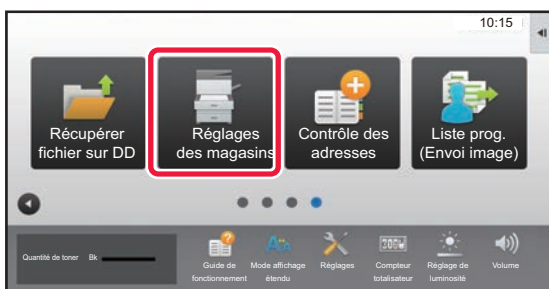 10:15
Récupérer
fichier sur DD
Réglages
des magasins
Contrôle des
adresses
Liste prog.
(Envoi image)
Quantité de toner Bk
Guide de
fonctionnement
Mode affichage
étendu
Réglages
Compteur
totalisateur
Réglage de
luminosité
Volume